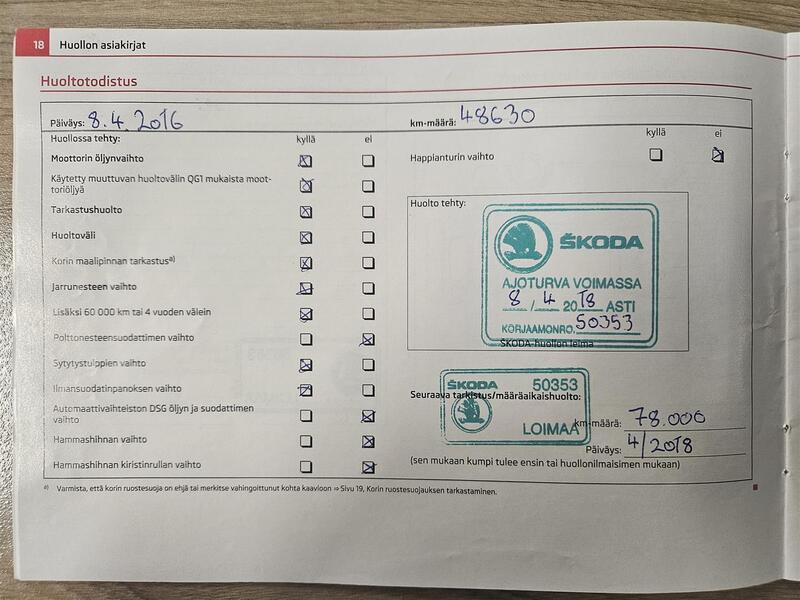 18 Huollon asiakirjat
Huoltotodistus
Päiväys: 8.4.2016
km-määrä: 48630
Huollossa tehty: kyllä ei
kyllä ei
Moottorin öljynvaihto
Happianturin vaihto
Käytetty muuttuvan huoltovälin QG1 mukaista moot-
toriöljyä
Tarkastushuolto
Huoltoväli
Korin maalipinnan tarkastus a)
Jarrunesteen vaihto
Lisäksi 60 000 km tai 4 vuoden välein
Polttonesteensuodattimen vaihto
Sytytystulppien vaihto
Ilmansuodatinpanoksen vaihto
Automaattivaihteiston DSG öljyn ja suodattimen
vaihto
Hammashihnan vaihto
Hammashihnan kiristinrullan vaihto
Huolto tehty:
ŠKODA
AJOTURVA VOIMASSA
8 / 4 2018 ASTI
KORJAAMONRO. 50353
ŠKODA-huollon leima
ŠKODA 50353
Seuraava tarkistus/määräaikaishuolto:
LOIMAA
km-määrä: 78.000
Päiväys: 4/2018
(sen mukaan kumpi tulee ensin tai huollonilmaisimen mukaan)
a) Varmista, että korin ruostesuoja on ehjä tai merkitse vahingoittunut kohta kaavioon ⇒ Sivu 19, Korin ruostesuojauksen tarkastaminen.